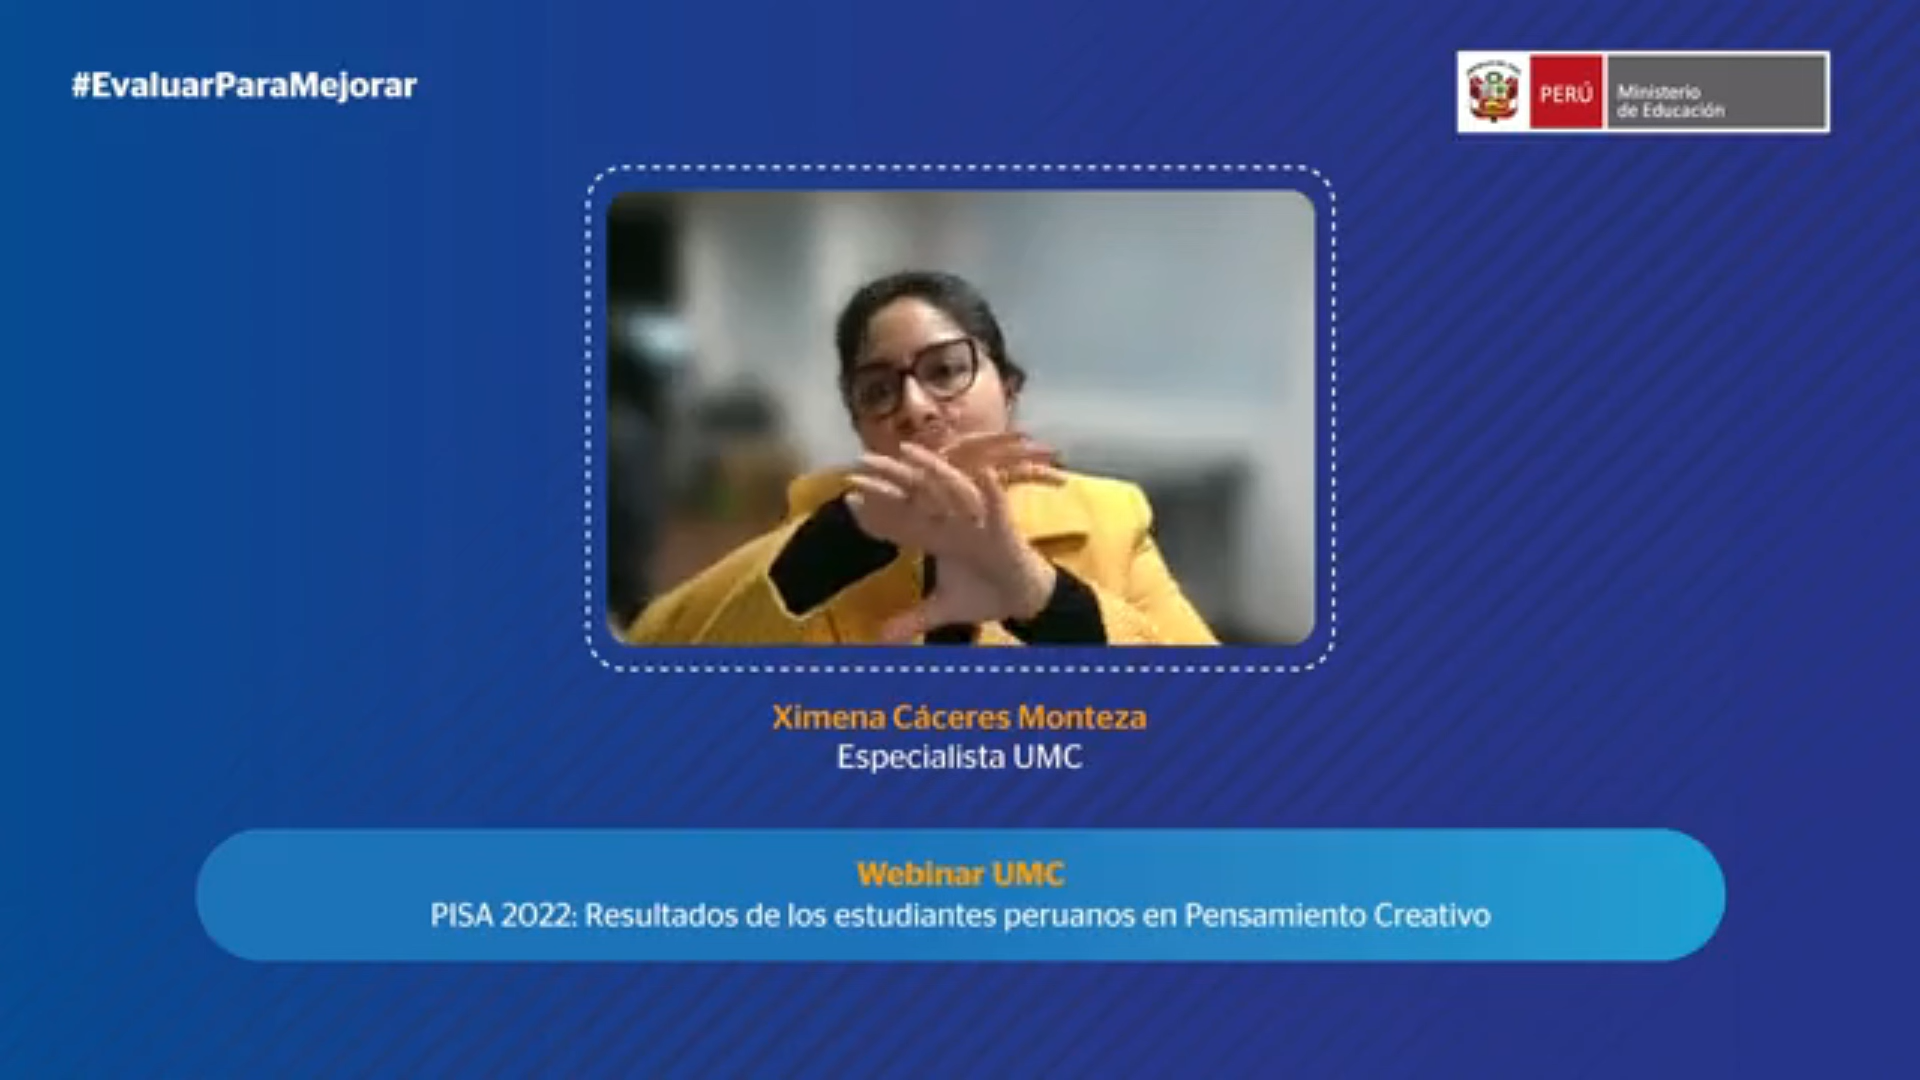 #EvaluarParaMejorar
PERÚ
Ministerio
de Educación
Ximena Cáceres Monteza
Especialista UMC
Webinar UMC
PISA 2022: Resultados de los estudiantes peruanos en Pensamiento Creativo